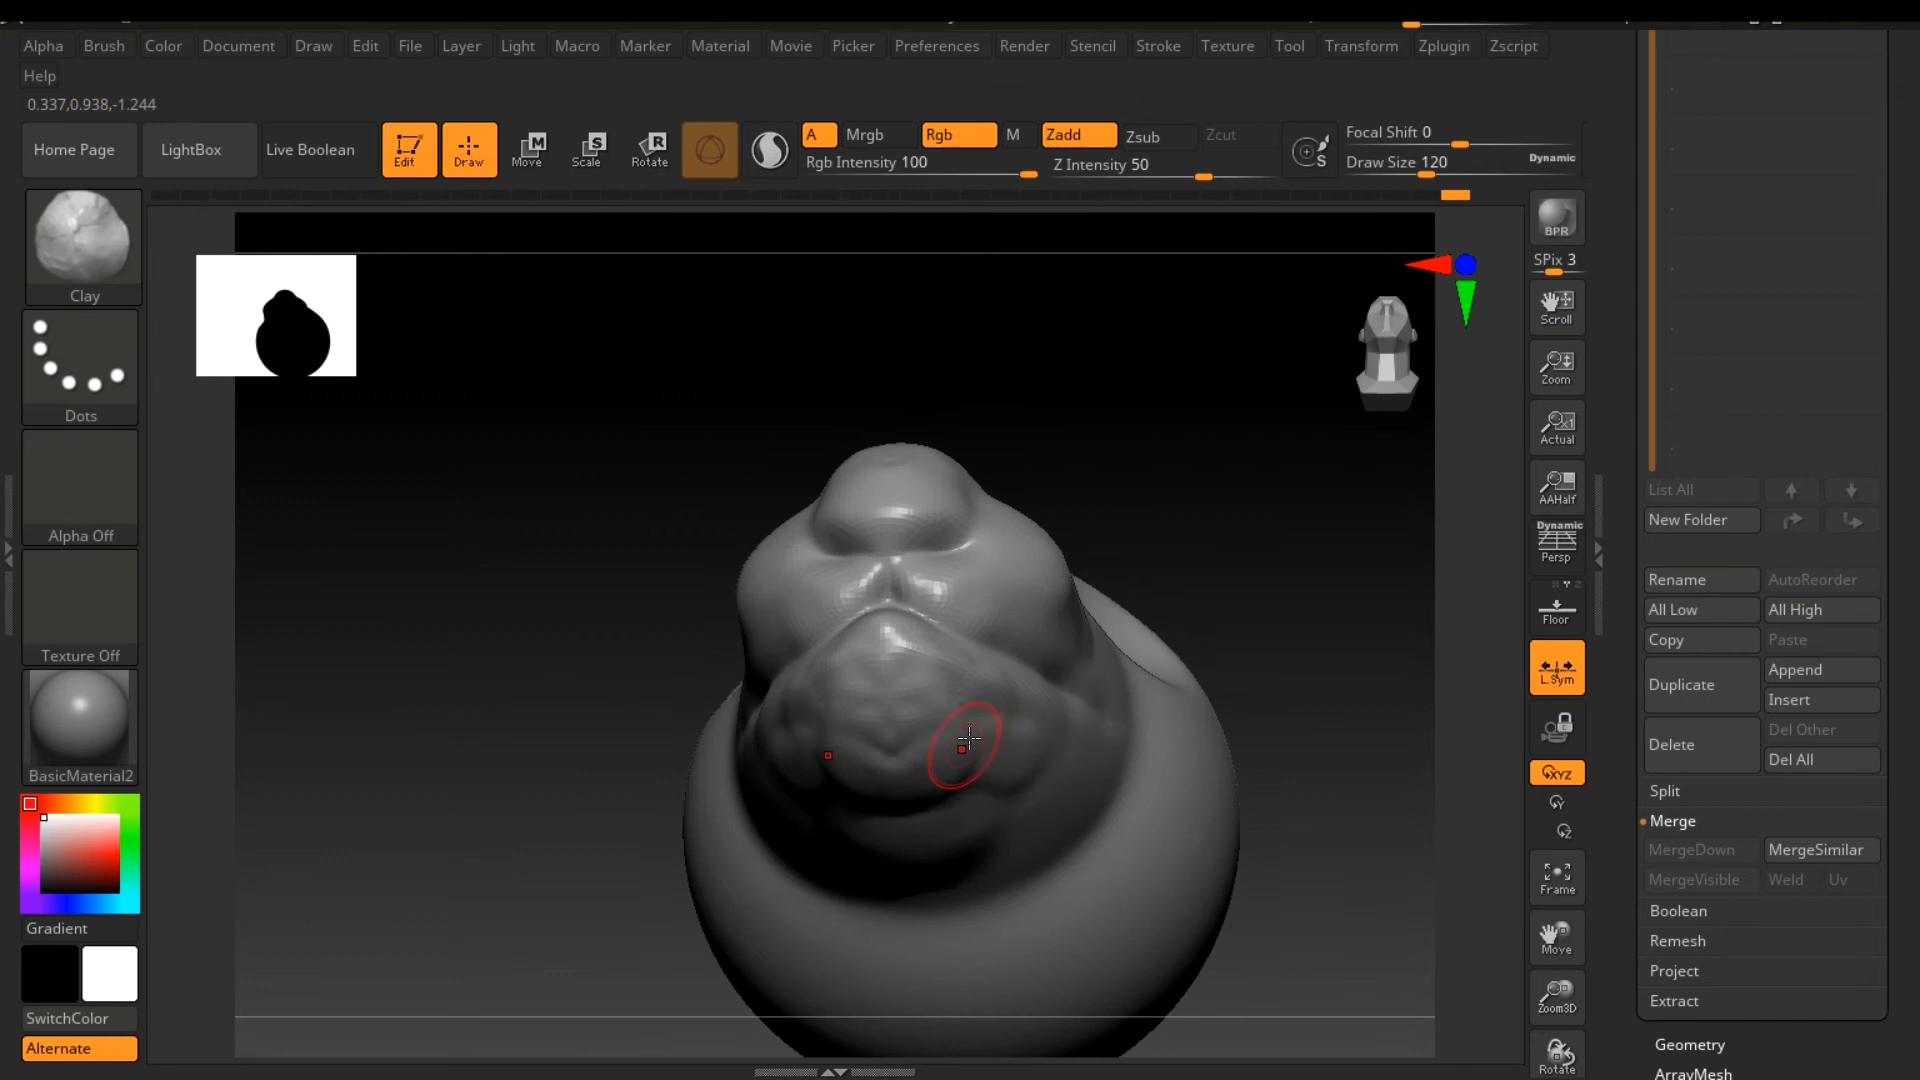 Alpha Brush Color Document Draw Edit File Layer Light Macro Marker Material Movie Picker Preferences Render Stencil Stroke Texture Tool Transform Zplugin Zscript
Help
0.337,0.938,-1.244
Home Page LightBox Live Boolean Edit Draw Move Scale Rotate A Mrgb Rgb M Zadd Zsub Zcut Focal Shift 0
Rgb Intensity 100 Z Intensity 50 S Draw Size 120 Dynamic
Clay
Dots
Alpha Off
Texture Off
BasicMaterial2
Gradient
SwitchColor
Alternate
BPR
SPix 3
Scroll
Zoom
Actual
AAHalf
Dynamic
Persp
Floor
L.Sym
XYZ
Y
Z
Frame
Move
Zoom3D
Rotate
List All
New Folder
Rename AutoReorder
All Low All High
Copy Paste
Duplicate Append
Insert
Delete Del Other
Del All
Split
Merge
MergeDown MergeSimilar
MergeVisible Weld Uv
Boolean
Remesh
Project
Extract
Geometry
ArrayMesh